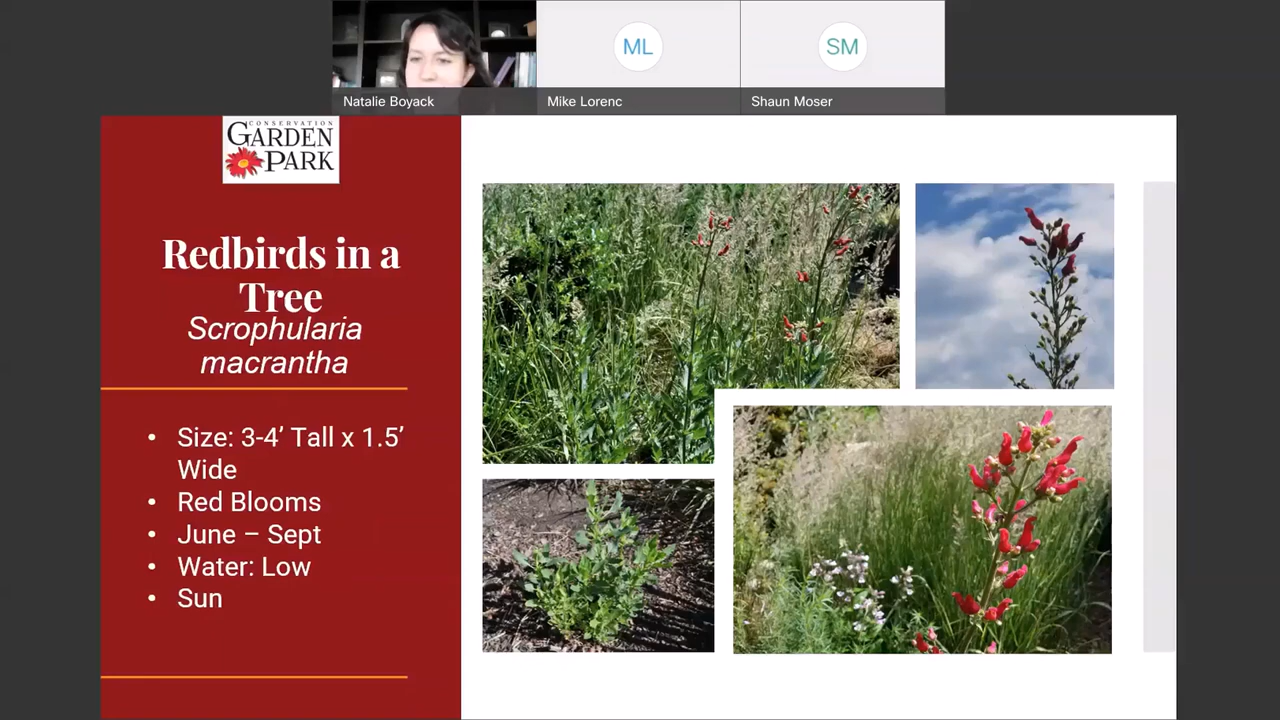 ML
SM
Natalie Boyack
Mike Lorenc
Shaun Moser
CONSERVATION
GARDEN
PARK
Redbirds in a
Tree
Scrophularia
macrantha
• Size: 3-4’ Tall x 1.5’
Wide
• Red Blooms
• June – Sept
• Water: Low
• Sun